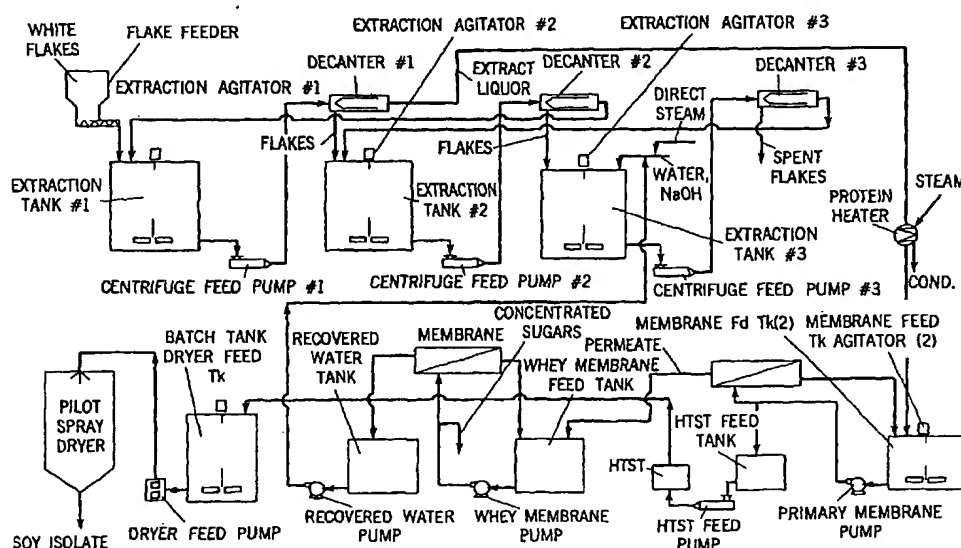 WHITE
FLAKES
FLAKE FEEDER
EXTRACTION AGITATOR #1
EXTRACTION AGITATOR #2
EXTRACTION AGITATOR #3
DECANTER #1
EXTRACT
LIQUOR
DECANTER #2
DIRECT
STEAM
DECANTER #3
FLAKES
FLAKES
WATER,
NaOH
SPENT
FLAKES
EXTRACTION
TANK #1
EXTRACTION
TANK #2
EXTRACTION
TANK #3
PROTEIN
HEATER
STEAM
COND.
CENTRIFUGE FEED PUMP #1
CENTRIFUGE FEED PUMP #2
CENTRIFUGE FEED PUMP #3
BATCH TANK
DRYER FEED
Tk
RECOVERED
WATER
TANK
MEMBRANE
CONCENTRATED
SUGARS
WHEY MEMBRANE
FEED TANK
PERMEATE
MEMBRANE Fd Tk(2)
MEMBRANE FEED
Tk AGITATOR (2)
PILOT
SPRAY
DRYER
HTST
HTST FEED
TANK
SOY ISOLATE
DRYER FEED PUMP
RECOVERED WATER
PUMP
WHEY MEMBRANE
PUMP
HTST FEED
PUMP
PRIMARY MEMBRANE
PUMP